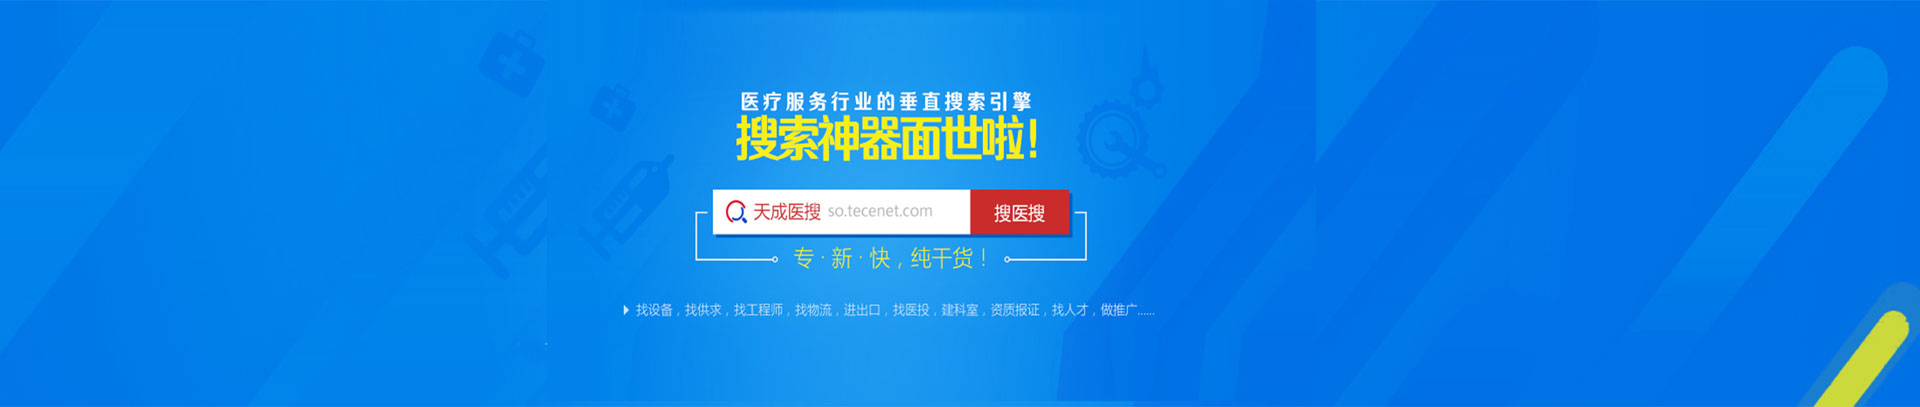 医疗服务行业的垂直搜索引擎
搜索神器面世啦!
天成医搜 so.tecenet.com 搜医搜
专·新·快，纯干货！
找设备，找供求，找工程师，找物流，进出口，找医投，建科室，资质报证，找人才，做推广......